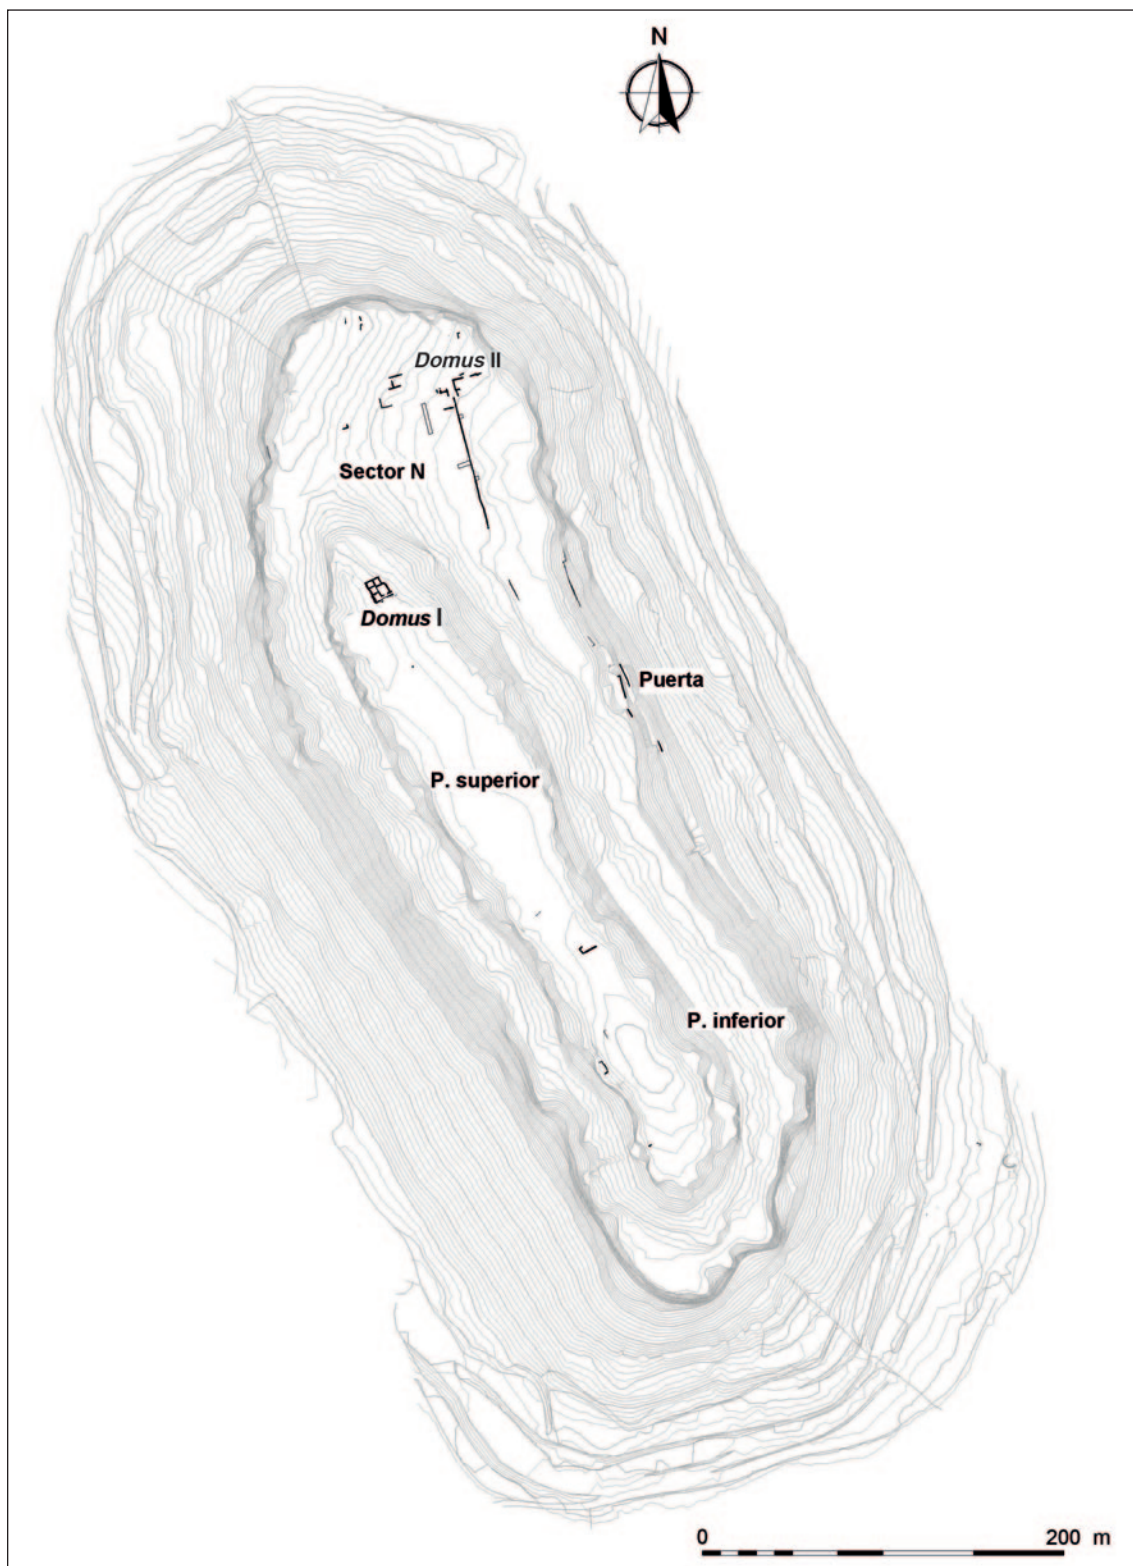 N
Domus II
Sector N
Domus I
Puerta
P. superior
P. inferior
0 200 m